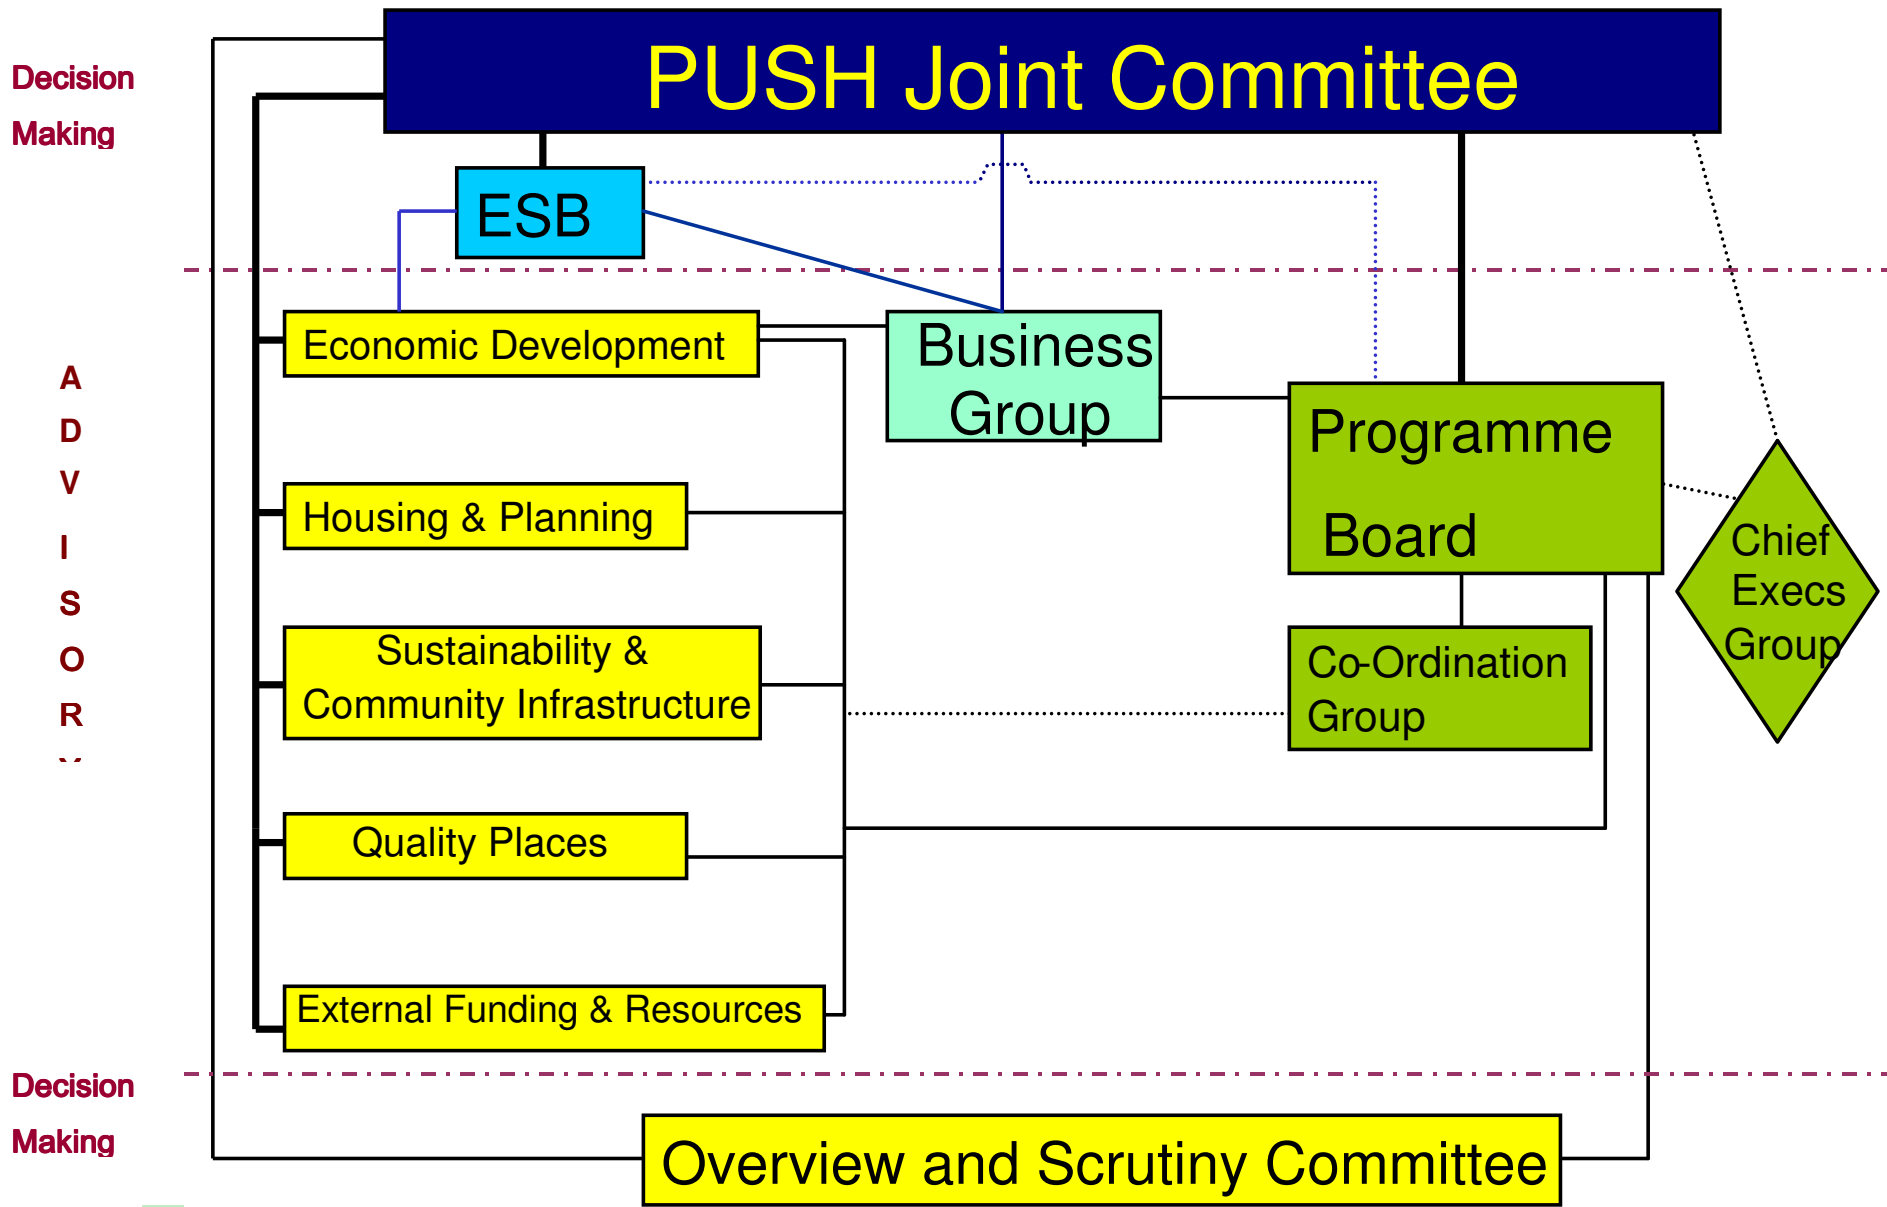 PUSH Joint Committee
Decision
Making
ESB
Economic Development
Business
Group
Programme
Board
A
D
V
I
S
O
R
Housing & Planning
Chief
Execs
Group
Sustainability &
Community Infrastructure
Co-Ordination
Group
Quality Places
External Funding & Resources
Decision
Making
Overview and Scrutiny Committee